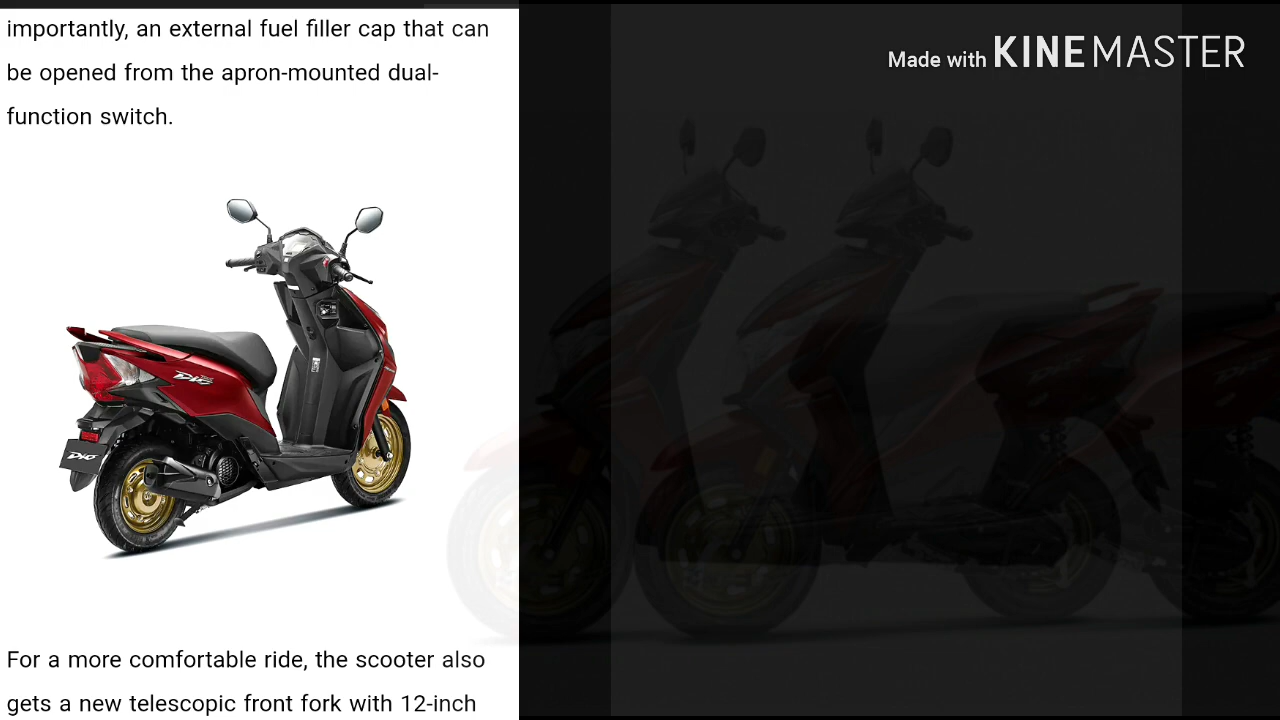 importantly, an external fuel filler cap that can
be opened from the apron-mounted dual-
function switch.
Made with KINEMASTER
DIO
DIO
For a more comfortable ride, the scooter also
gets a new telescopic front fork with 12-inch